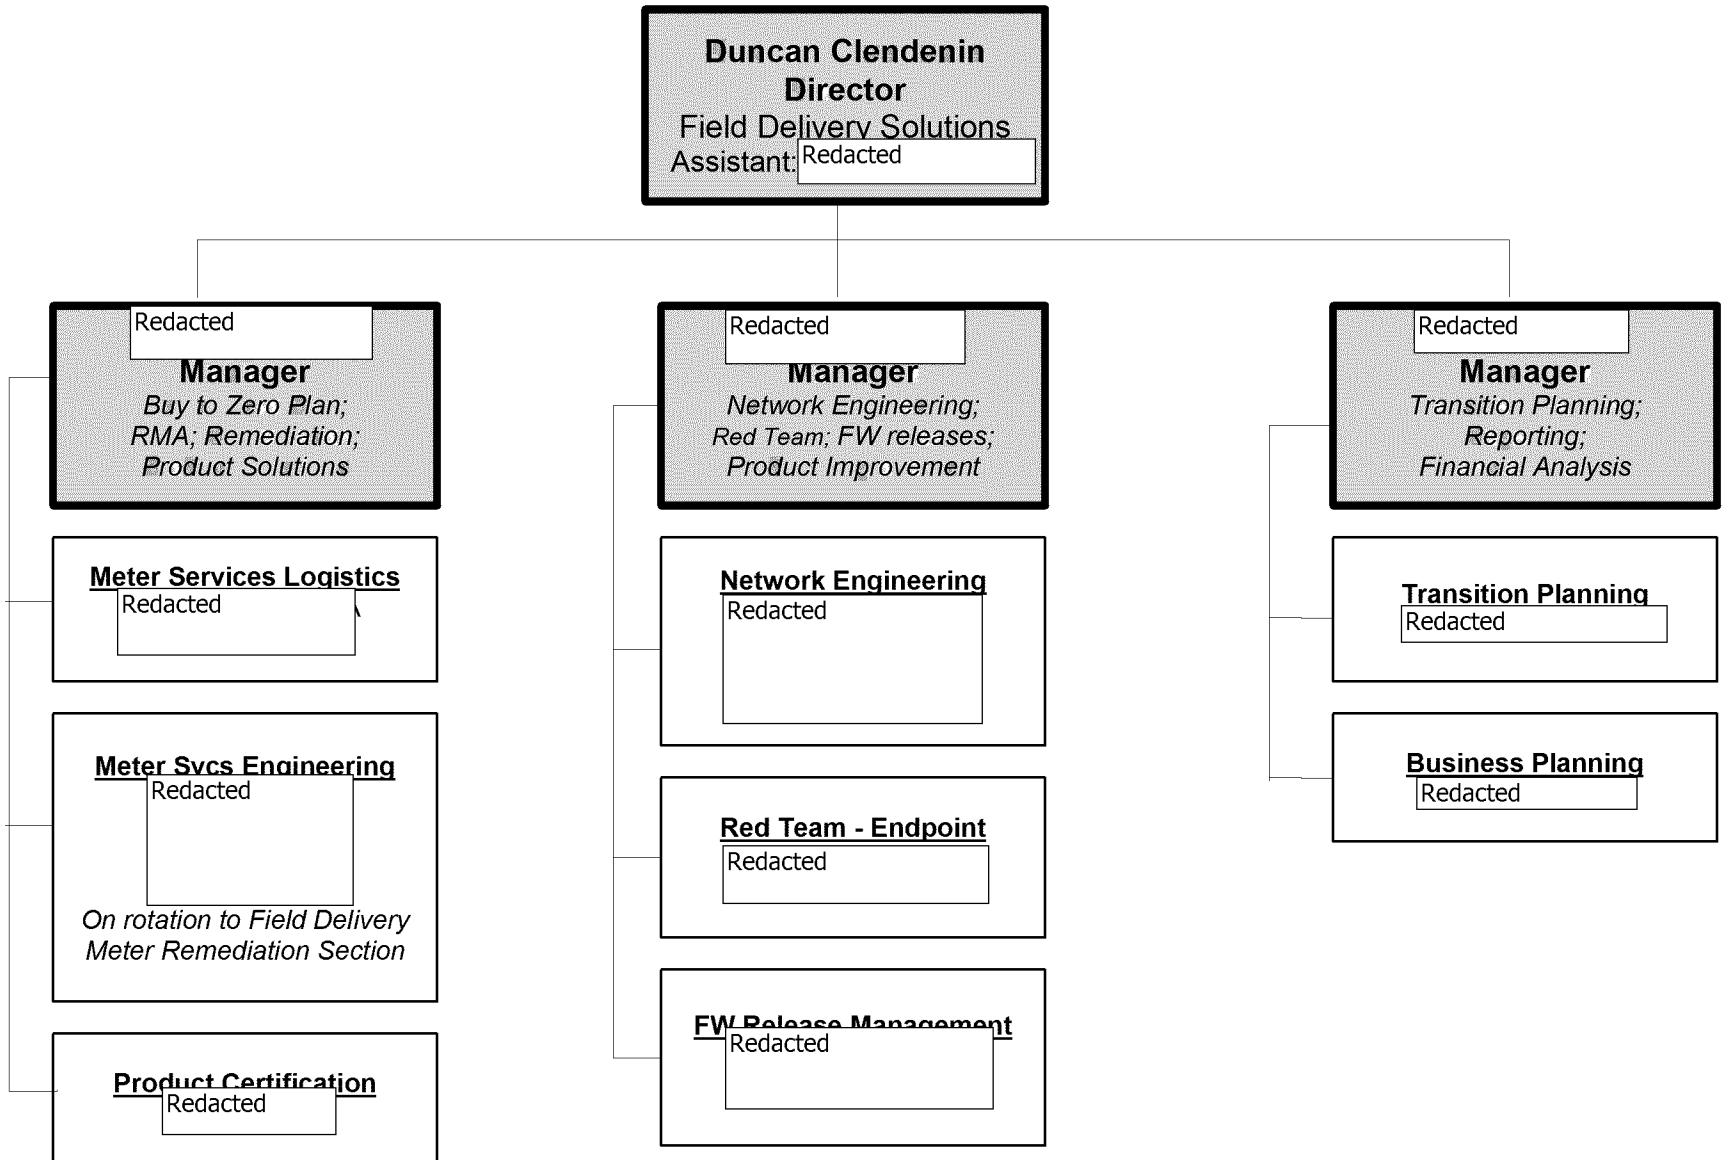 Duncan Clendenin
Director
Field Delivery Solutions
Assistant: Redacted
Redacted
Manager
Buy to Zero Plan;
RMA; Remediation;
Product Solutions
Meter Services Logistics
Redacted
Meter Svcs Engineering
Redacted
On rotation to Field Delivery
Meter Remediation Section
Product Certification
Redacted
Redacted
Manager
Network Engineering;
Red Team; FW releases;
Product Improvement
Network Engineering
Redacted
Red Team - Endpoint
Redacted
FW Release Management
Redacted
Redacted
Manager
Transition Planning;
Reporting;
Financial Analysis
Transition Planning
Redacted
Business Planning
Redacted